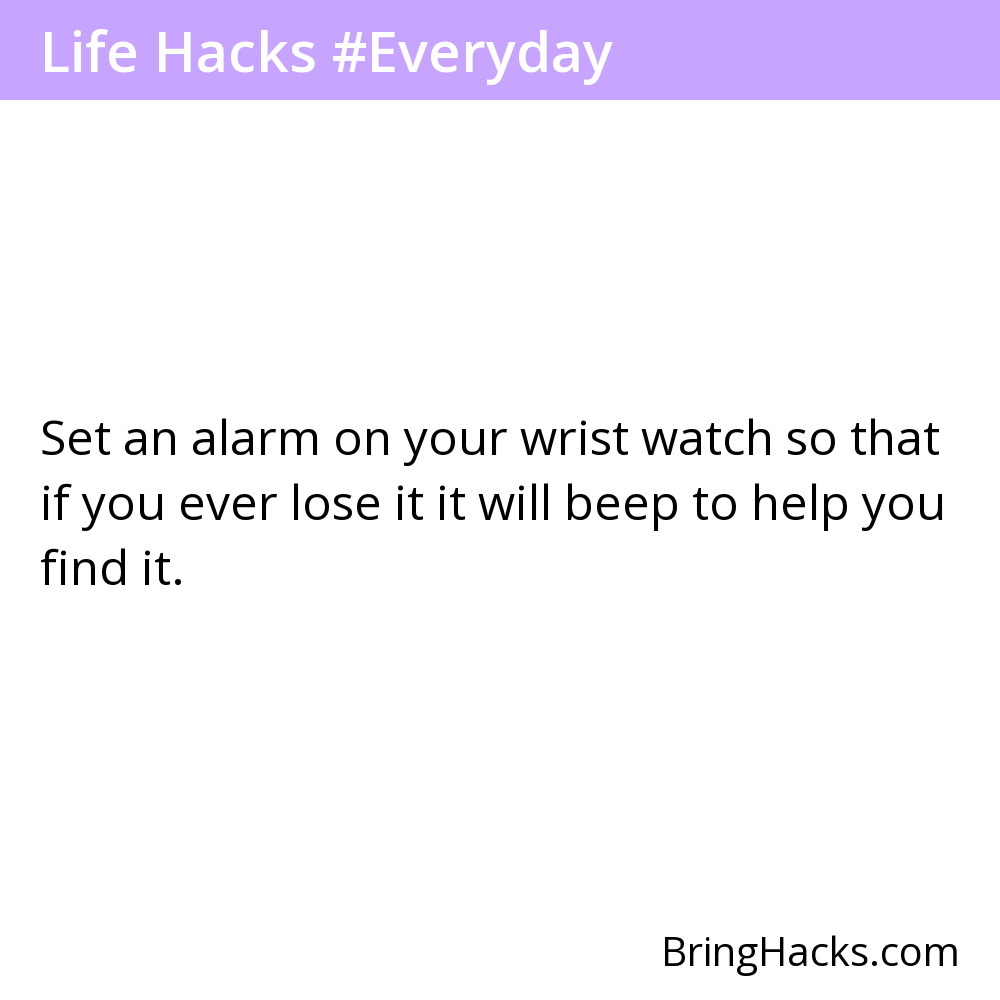 Life Hacks #Everyday
Set an alarm on your wrist watch so that
if you ever lose it it will beep to help you
find it.
BringHacks.com